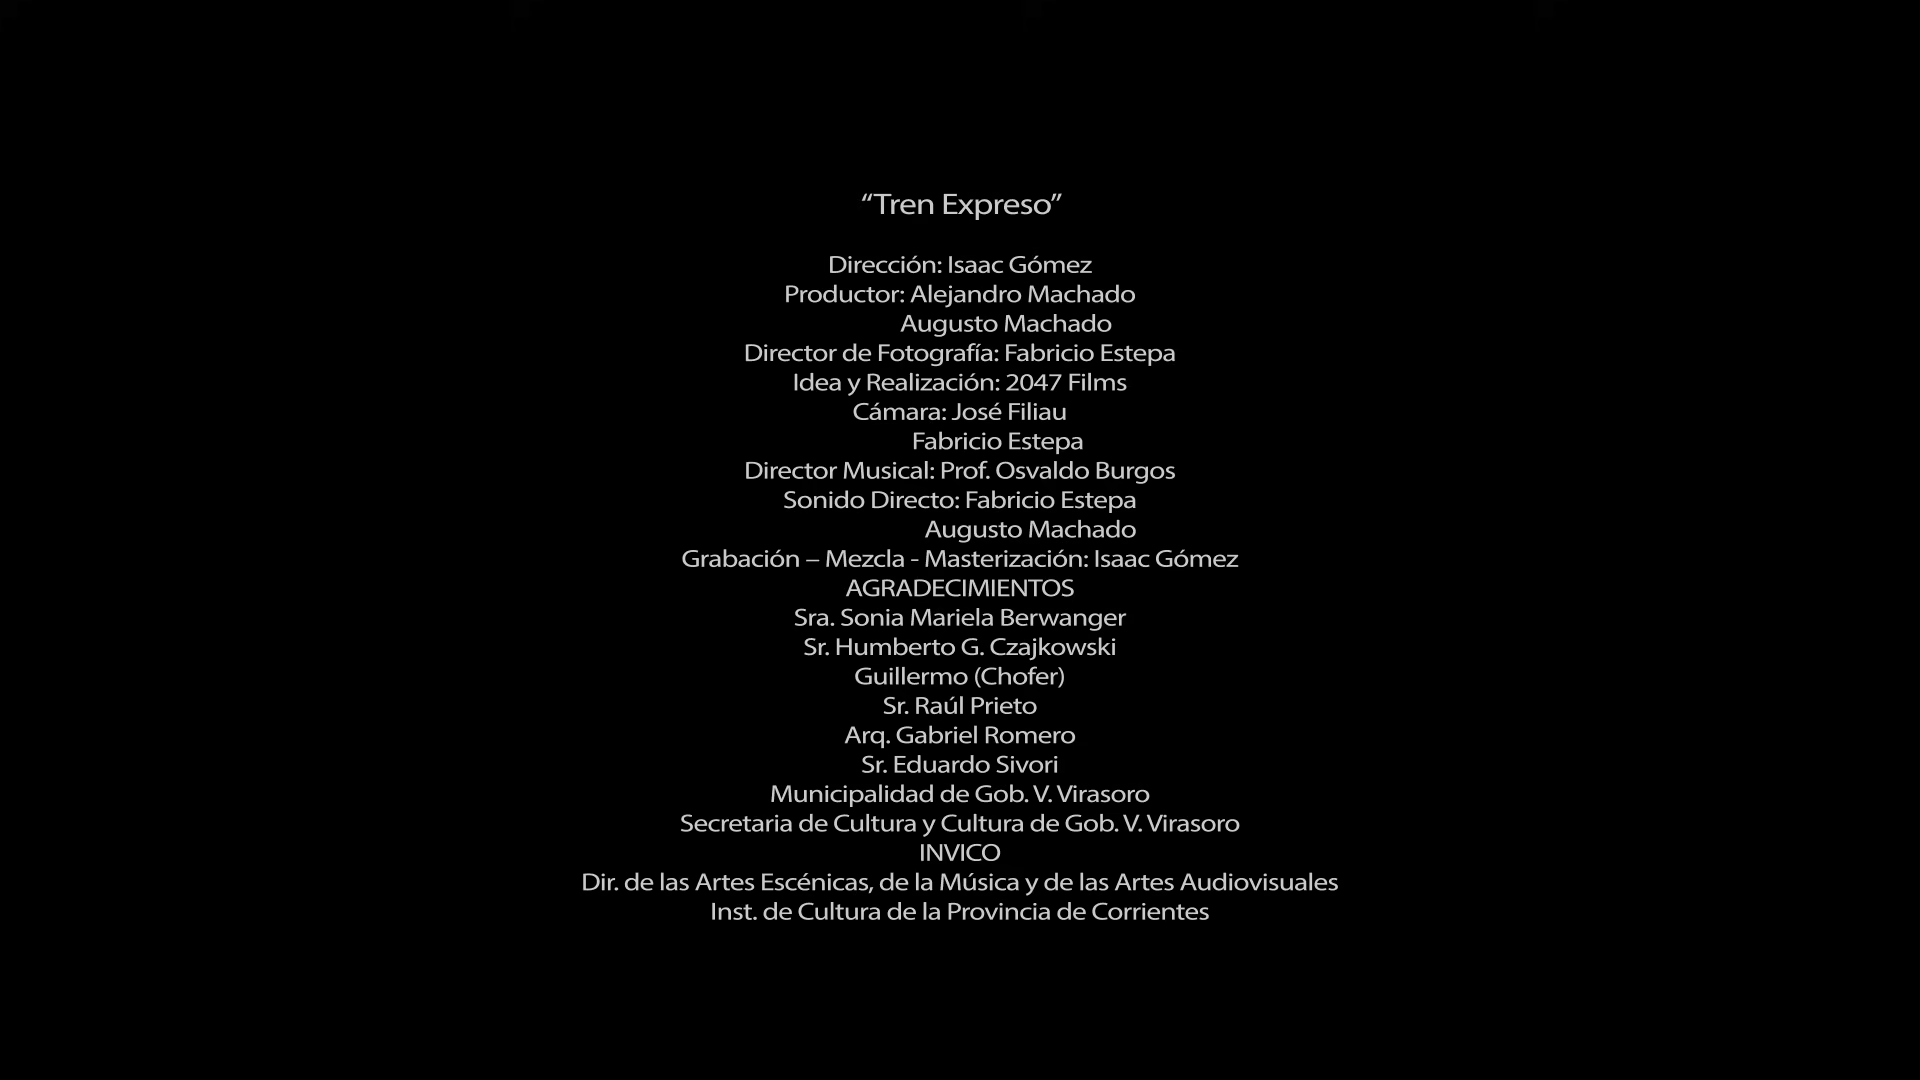 “Tren Expreso”
Dirección: Isaac Gómez
Productor: Alejandro Machado
Augusto Machado
Director de Fotografía: Fabricio Estepa
Idea y Realización: 2047 Films
Cámara: José Filiau
Fabricio Estepa
Director Musical: Prof. Osvaldo Burgos
Sonido Directo: Fabricio Estepa
Augusto Machado
Grabación – Mezcla - Masterización: Isaac Gómez
AGRADECIMIENTOS
Sra. Sonia Mariela Berwanger
Sr. Humberto G. Czajkowski
Guillermo (Chofer)
Sr. Raúl Prieto
Arq. Gabriel Romero
Sr. Eduardo Sivori
Municipalidad de Gob. V. Virasoro
Secretaria de Cultura y Cultura de Gob. V. Virasoro
INVICO
Dir. de las Artes Escénicas, de la Música y de las Artes Audiovisuales
Inst. de Cultura de la Provincia de Corrientes